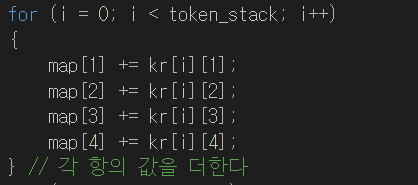 for (i = 0; i < token_stack; i++)
{
    map[1] += kr[i][1];
    map[2] += kr[i][2];
    map[3] += kr[i][3];
    map[4] += kr[i][4];
} // 각 항의 값을 더한다